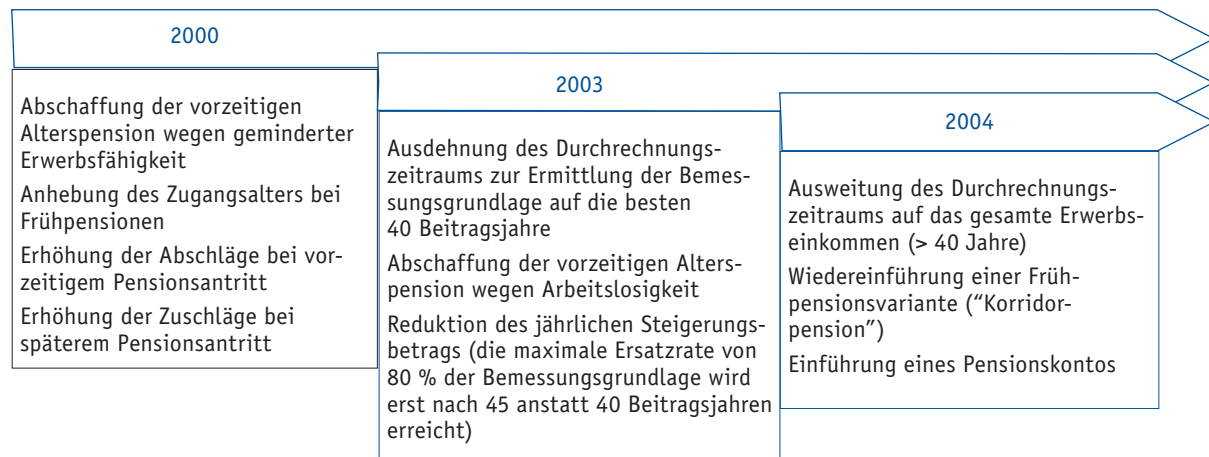 2000
Abschaffung der vorzeitigen
Alterspension wegen geminderter
Erwerbsfähigkeit
Anhebung des Zugangsalters bei
Frühpensionen
Erhöhung der Abschläge bei vor-
zeitigem Pensionsantritt
Erhöhung der Zuschläge bei
späterem Pensionsantritt
2003
Ausdehnung des Durchrechnungs-
zeitraums zur Ermittlung der Bemes-
sungsgrundlage auf die besten
40 Beitragsjahre
Abschaffung der vorzeitigen Alters-
pension wegen Arbeitslosigkeit
Reduktion des jährlichen Steigerungs-
betrags (die maximale Ersatzrate von
80 % der Bemessungsgrundlage wird
erst nach 45 anstatt 40 Beitragsjahren
erreicht)
2004
Ausweitung des Durchrechnungs-
zeitraums auf das gesamte Erwerbs-
einkommen (> 40 Jahre)
Wiedereinführung einer Früh-
pensionsvariante (“Korridor-
pension”)
Einführung eines Pensionskontos